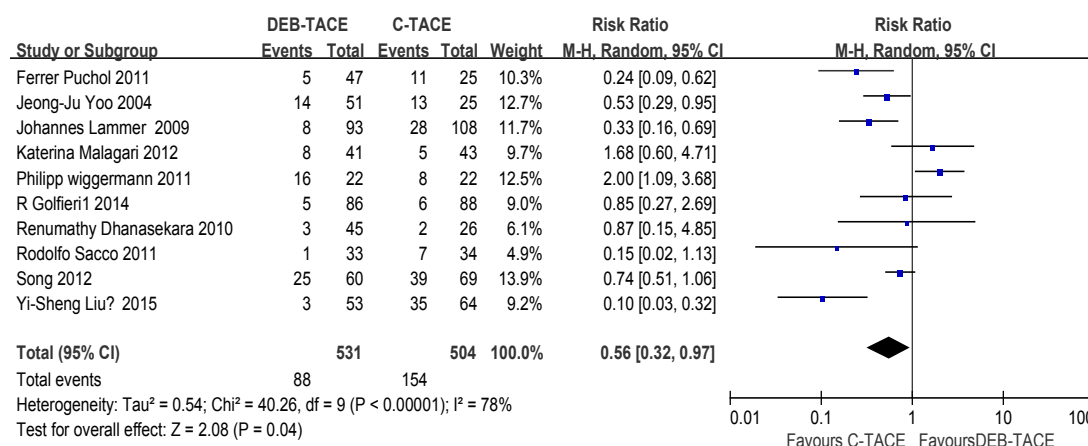 DEB-TACE C-TACE Risk Ratio Risk Ratio
Study or Subgroup Events Total Events Total Weight M-H, Random, 95% CI M-H, Random, 95% CI
Ferrer Puchol 2011 5 47 11 25 10.3% 0.24 [0.09, 0.62]
Jeong-Ju Yoo 2004 14 51 13 25 12.7% 0.53 [0.29, 0.95]
Johannes Lammer 2009 8 93 28 108 11.7% 0.33 [0.16, 0.69]
Katerina Malagari 2012 8 41 5 43 9.7% 1.68 [0.60, 4.71]
Philipp wiggermann 2011 16 22 8 22 12.5% 2.00 [1.09, 3.68]
R Golfieri1 2014 5 86 6 88 9.0% 0.85 [0.27, 2.69]
Renumathy Dhanasekara 2010 3 45 2 26 6.1% 0.87 [0.15, 4.85]
Rodolfo Sacco 2011 1 33 7 34 4.9% 0.15 [0.02, 1.13]
Song 2012 25 60 39 69 13.9% 0.74 [0.51, 1.06]
Yi-Sheng Liu? 2015 3 53 35 64 9.2% 0.10 [0.03, 0.32]
Total (95% CI) 531 504 100.0% 0.56 [0.32, 0.97]
Total events 88 154
Heterogeneity: Tau² = 0.54; Chi² = 40.26, df = 9 (P < 0.00001); I² = 78%
Test for overall effect: Z = 2.08 (P = 0.04)
0.01 0.1 1 10 100
Favours C-TACE FavoursDEB-TACE